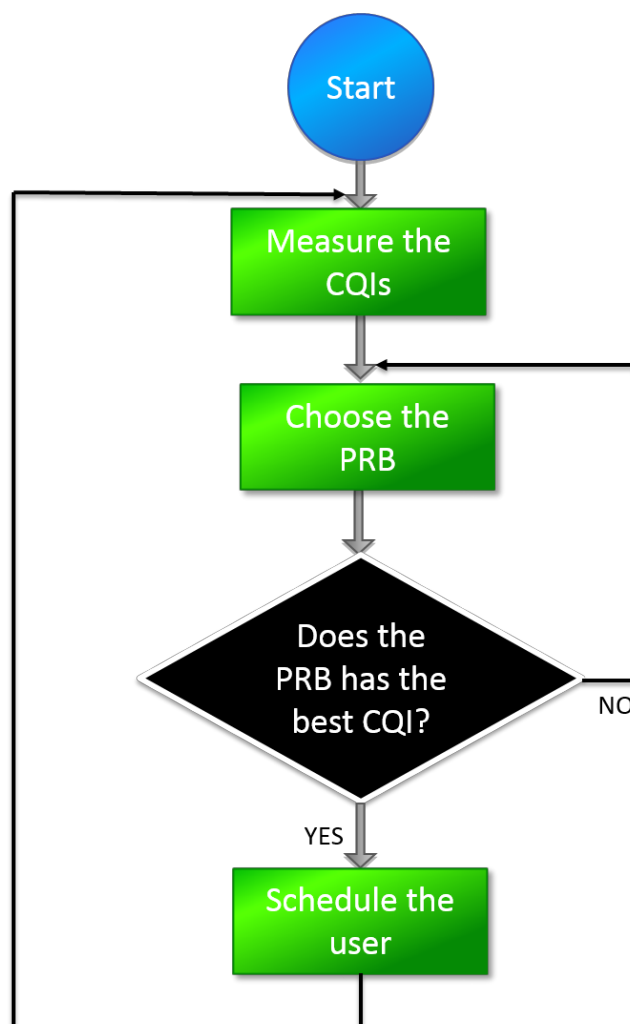 Start
Measure the
CQIs
Choose the
PRB
Does the
PRB has the
best CQI?
NO
YES
Schedule the
user